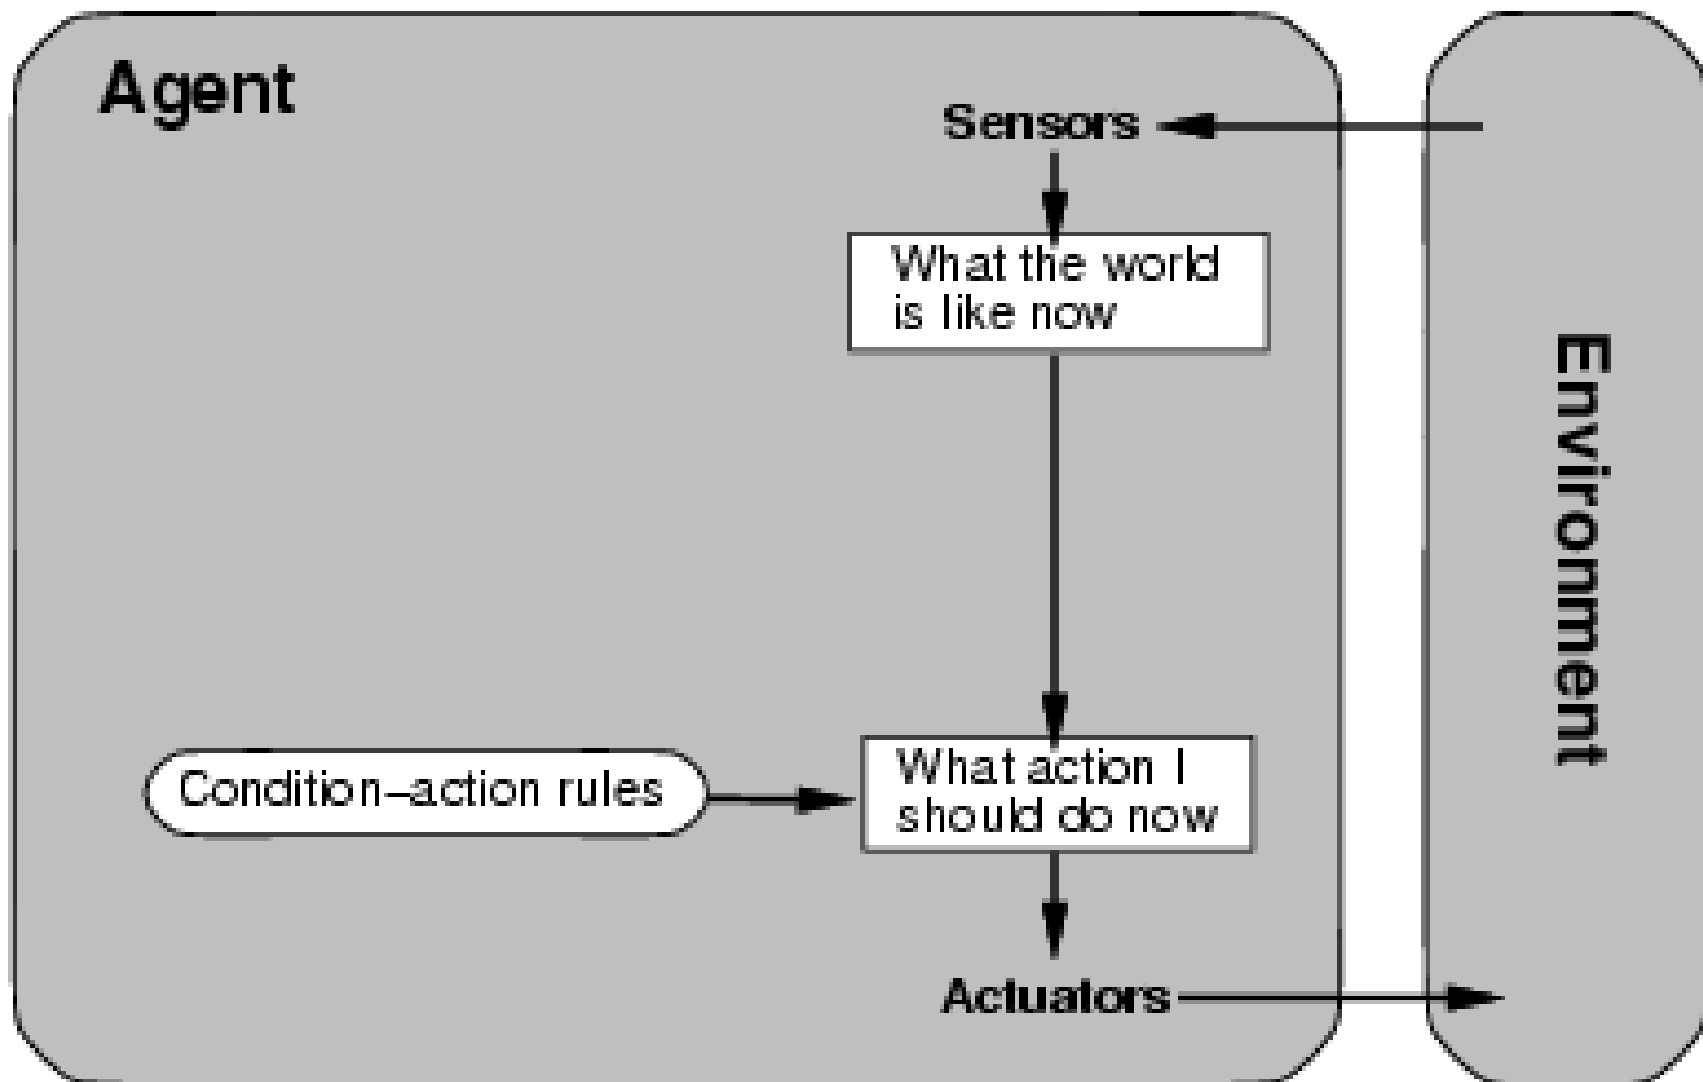 Agent
Sensors
What the world
is like now
Environment
Condition–action rules
What action I
should do now
Actuators